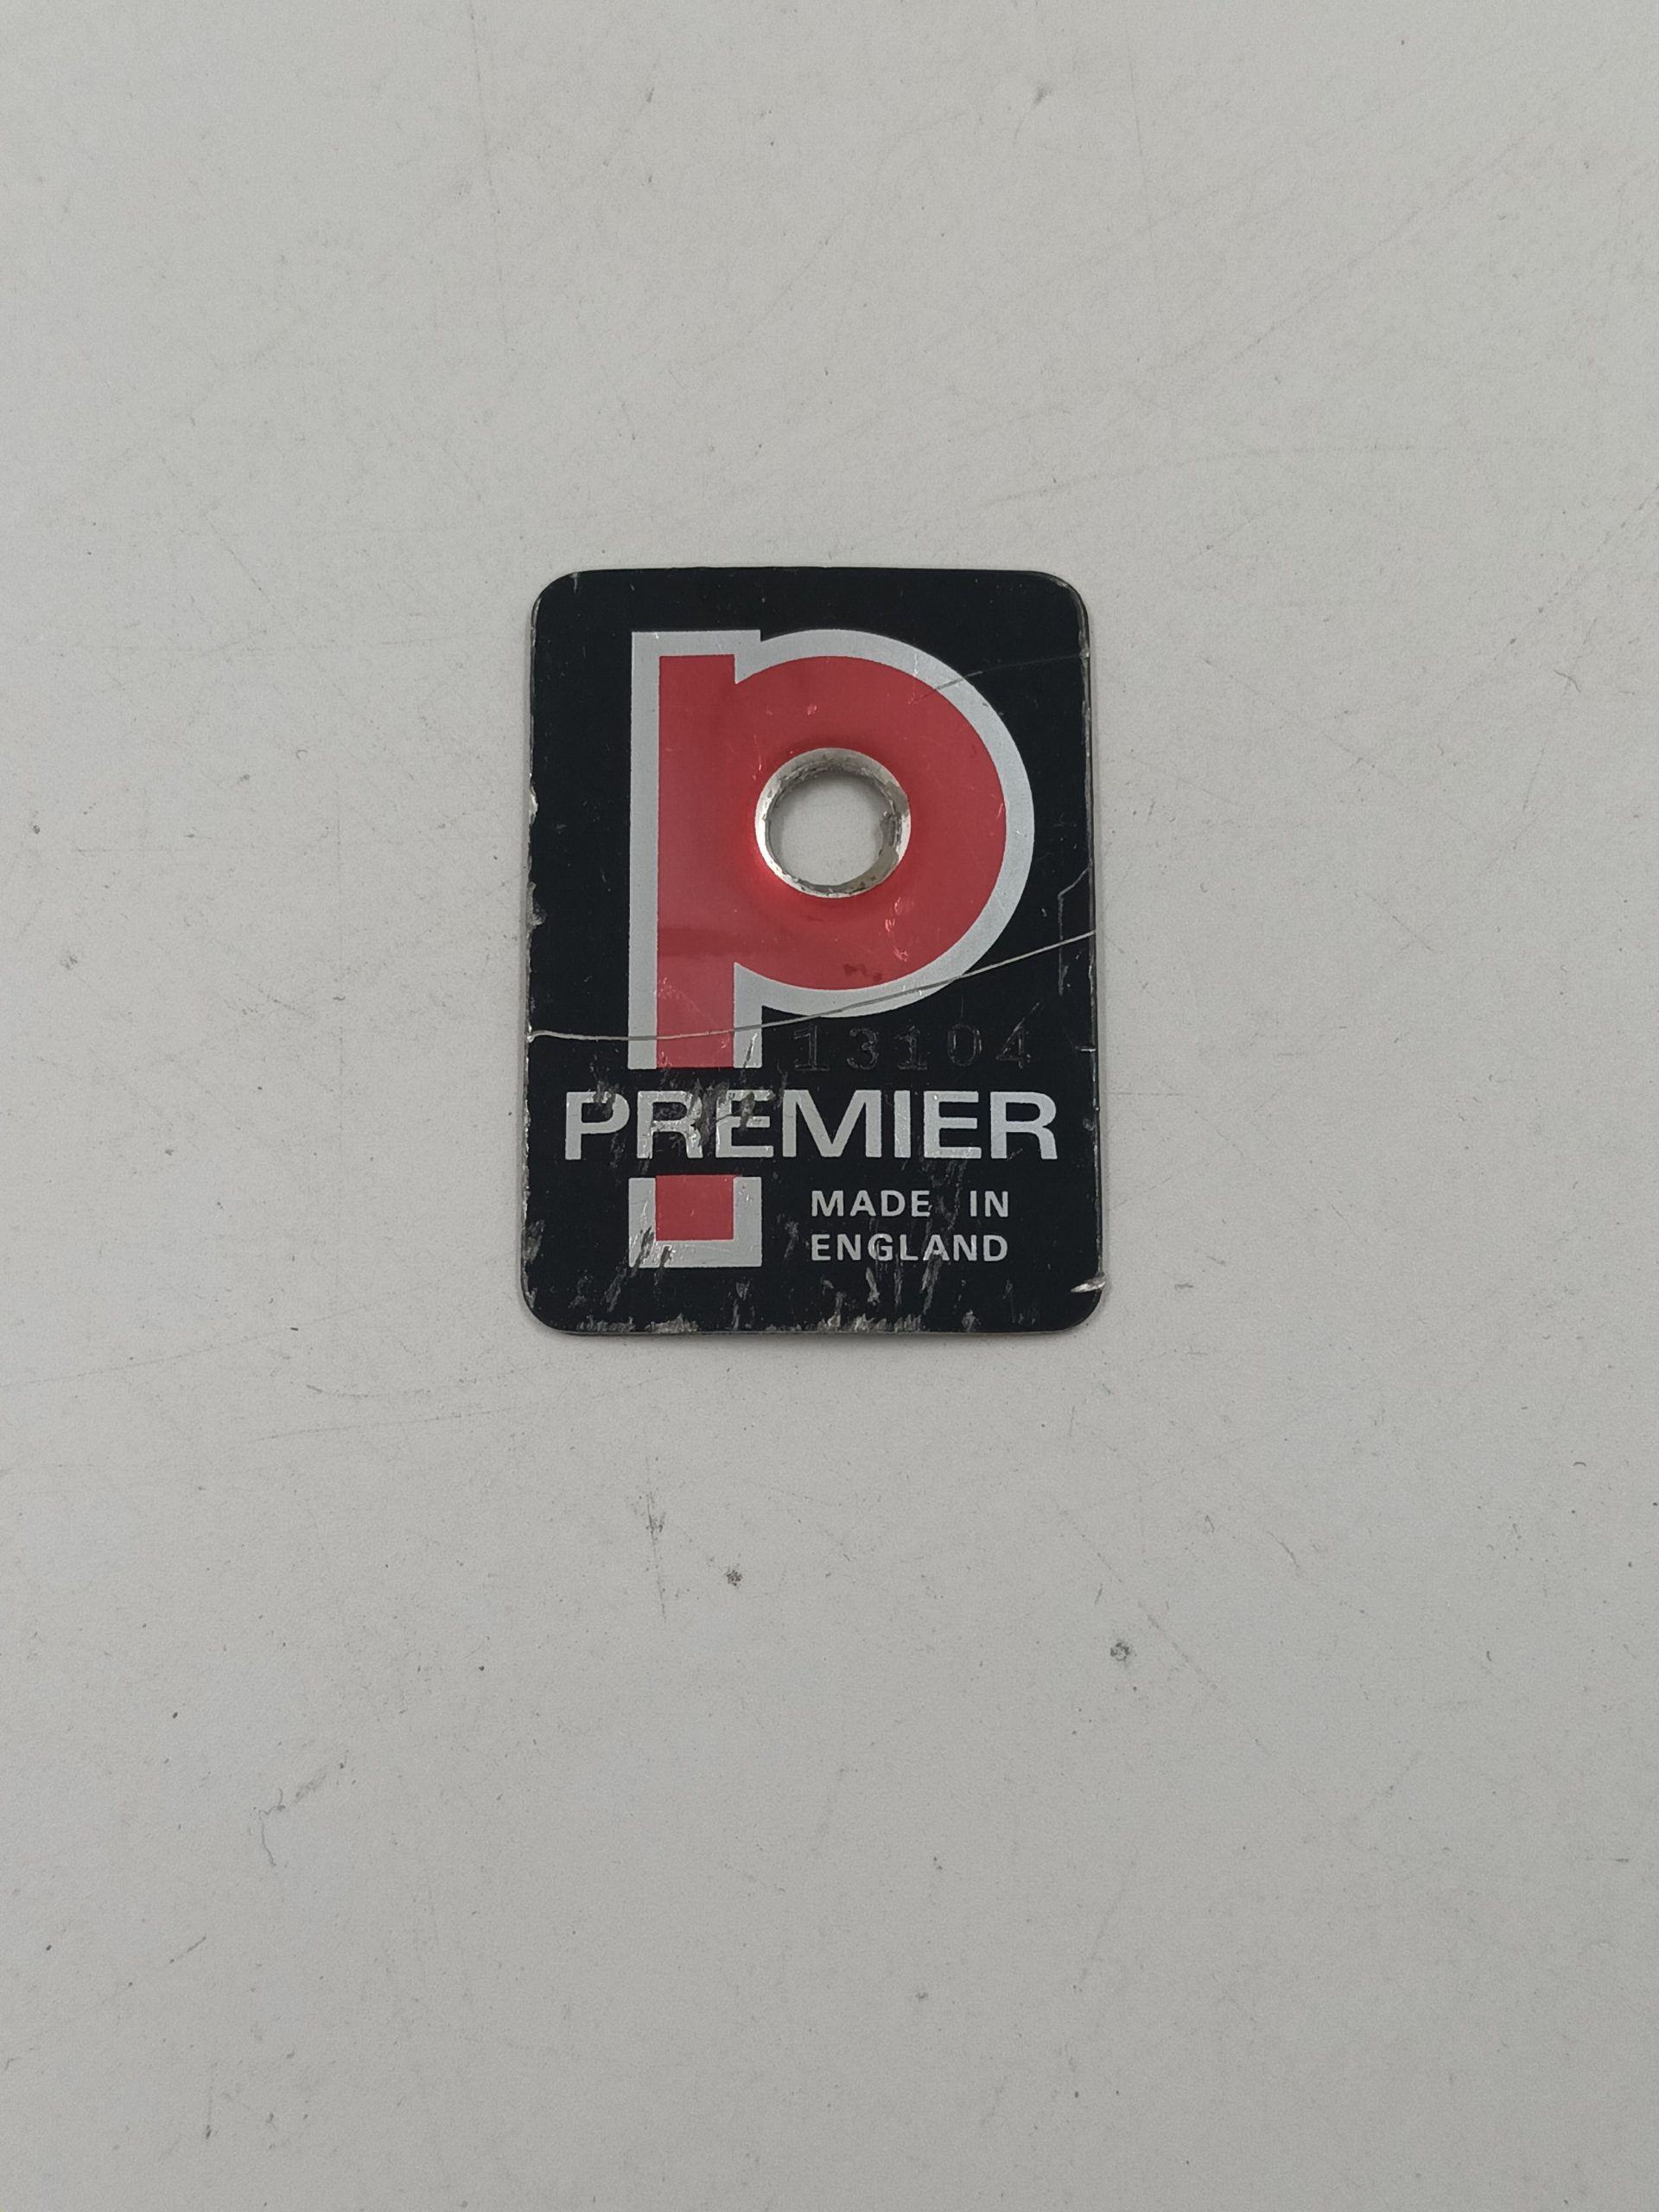 P
13104
PREMIER
MADE IN
ENGLAND